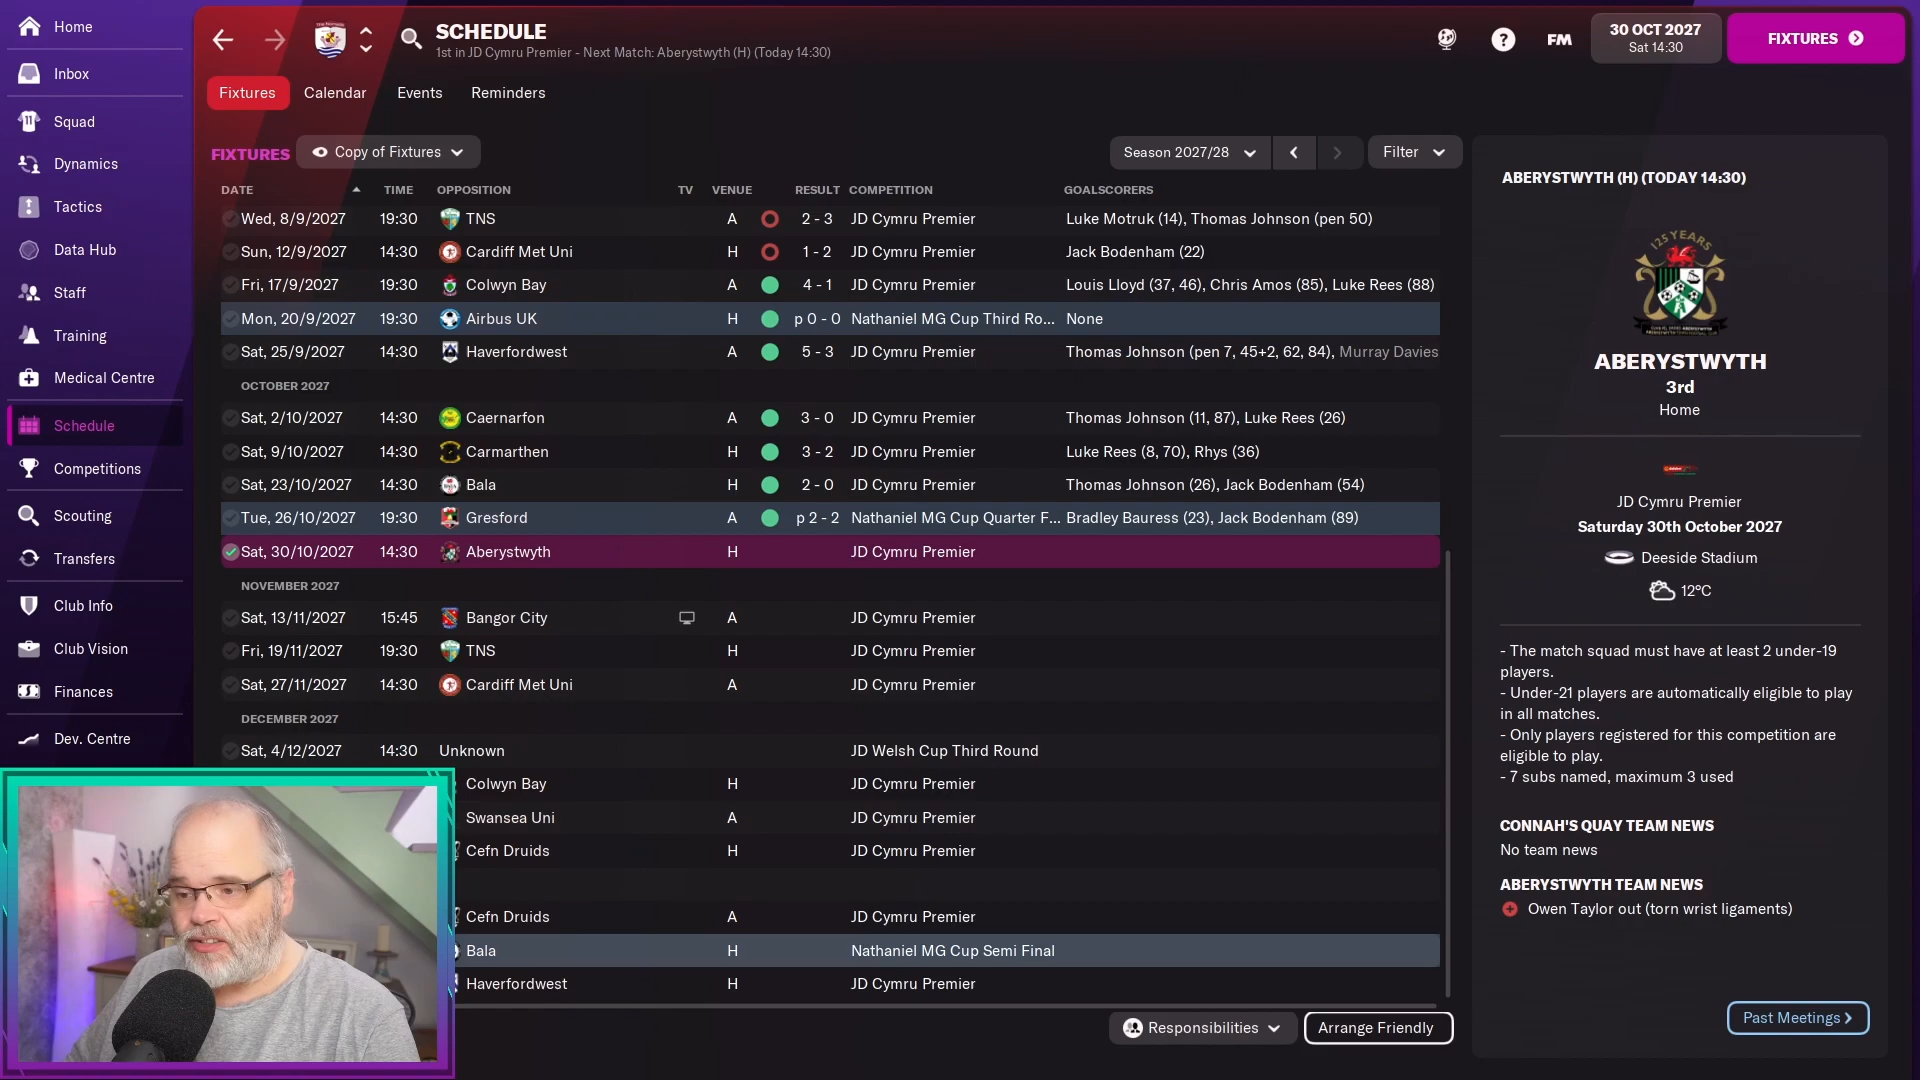 Home
Inbox
Squad
Dynamics
Tactics
Data Hub
Staff
Training
Medical Centre
Schedule
Competitions
Scouting
Transfers
Club Info
Club Vision
Finances
Dev. Centre
SCHEDULE
1st in JD Cymru Premier - Next Match: Aberystwyth (H) (Today 14:30)
FM
30 OCT 2027
Sat 14:30
FIXTURES
Fixtures Calendar Events Reminders
FIXTURES Copy of Fixtures Season 2027/28 Filter
DATE TIME OPPOSITION TV VENUE RESULT COMPETITION GOALSCORERS
Wed, 8/9/2027 19:30 TNS A 2 - 3 JD Cymru Premier Luke Motruk (14), Thomas Johnson (pen 50)
Sun, 12/9/2027 14:30 Cardiff Met Uni H 1 - 2 JD Cymru Premier Jack Bodenham (22)
Fri, 17/9/2027 19:30 Colwyn Bay A 4 - 1 JD Cymru Premier Louis Lloyd (37, 46), Chris Amos (85), Luke Rees (88)
Mon, 20/9/2027 19:30 Airbus UK H p 0 - 0 Nathaniel MG Cup Third Ro... None
Sat, 25/9/2027 14:30 Haverfordwest A 5 - 3 JD Cymru Premier Thomas Johnson (pen 7, 45+2, 62, 84), Murray Davies
OCTOBER 2027
Sat, 2/10/2027 14:30 Caernarfon A 3 - 0 JD Cymru Premier Thomas Johnson (11, 87), Luke Rees (26)
Sat, 9/10/2027 14:30 Carmarthen H 3 - 2 JD Cymru Premier Luke Rees (8, 70), Rhys (36)
Sat, 23/10/2027 14:30 Bala H 2 - 0 JD Cymru Premier Thomas Johnson (26), Jack Bodenham (54)
Tue, 26/10/2027 19:30 Gresford A p 2 - 2 Nathaniel MG Cup Quarter F... Bradley Bauress (23), Jack Bodenham (89)
Sat, 30/10/2027 14:30 Aberystwyth H JD Cymru Premier
NOVEMBER 2027
Sat, 13/11/2027 15:45 Bangor City A JD Cymru Premier
Fri, 19/11/2027 19:30 TNS H JD Cymru Premier
Sat, 27/11/2027 14:30 Cardiff Met Uni A JD Cymru Premier
DECEMBER 2027
Sat, 4/12/2027 14:30 Unknown JD Welsh Cup Third Round
Colwyn Bay H JD Cymru Premier
Swansea Uni A JD Cymru Premier
Cefn Druids H JD Cymru Premier
Cefn Druids A JD Cymru Premier
Bala H Nathaniel MG Cup Semi Final
Haverfordwest H JD Cymru Premier
Responsibilities Arrange Friendly
ABERYSTWYTH (H) (TODAY 14:30)
125 YEARS
ABERYSTWYTH
3rd
Home
JD Cymru Premier
Saturday 30th October 2027
Deeside Stadium
12°C
- The match squad must have at least 2 under-19
players.
- Under-21 players are automatically eligible to play
in all matches.
- Only players registered for this competition are
eligible to play.
- 7 subs named, maximum 3 used
CONNAH'S QUAY TEAM NEWS
No team news
ABERYSTWYTH TEAM NEWS
Owen Taylor out (torn wrist ligaments)
Past Meetings